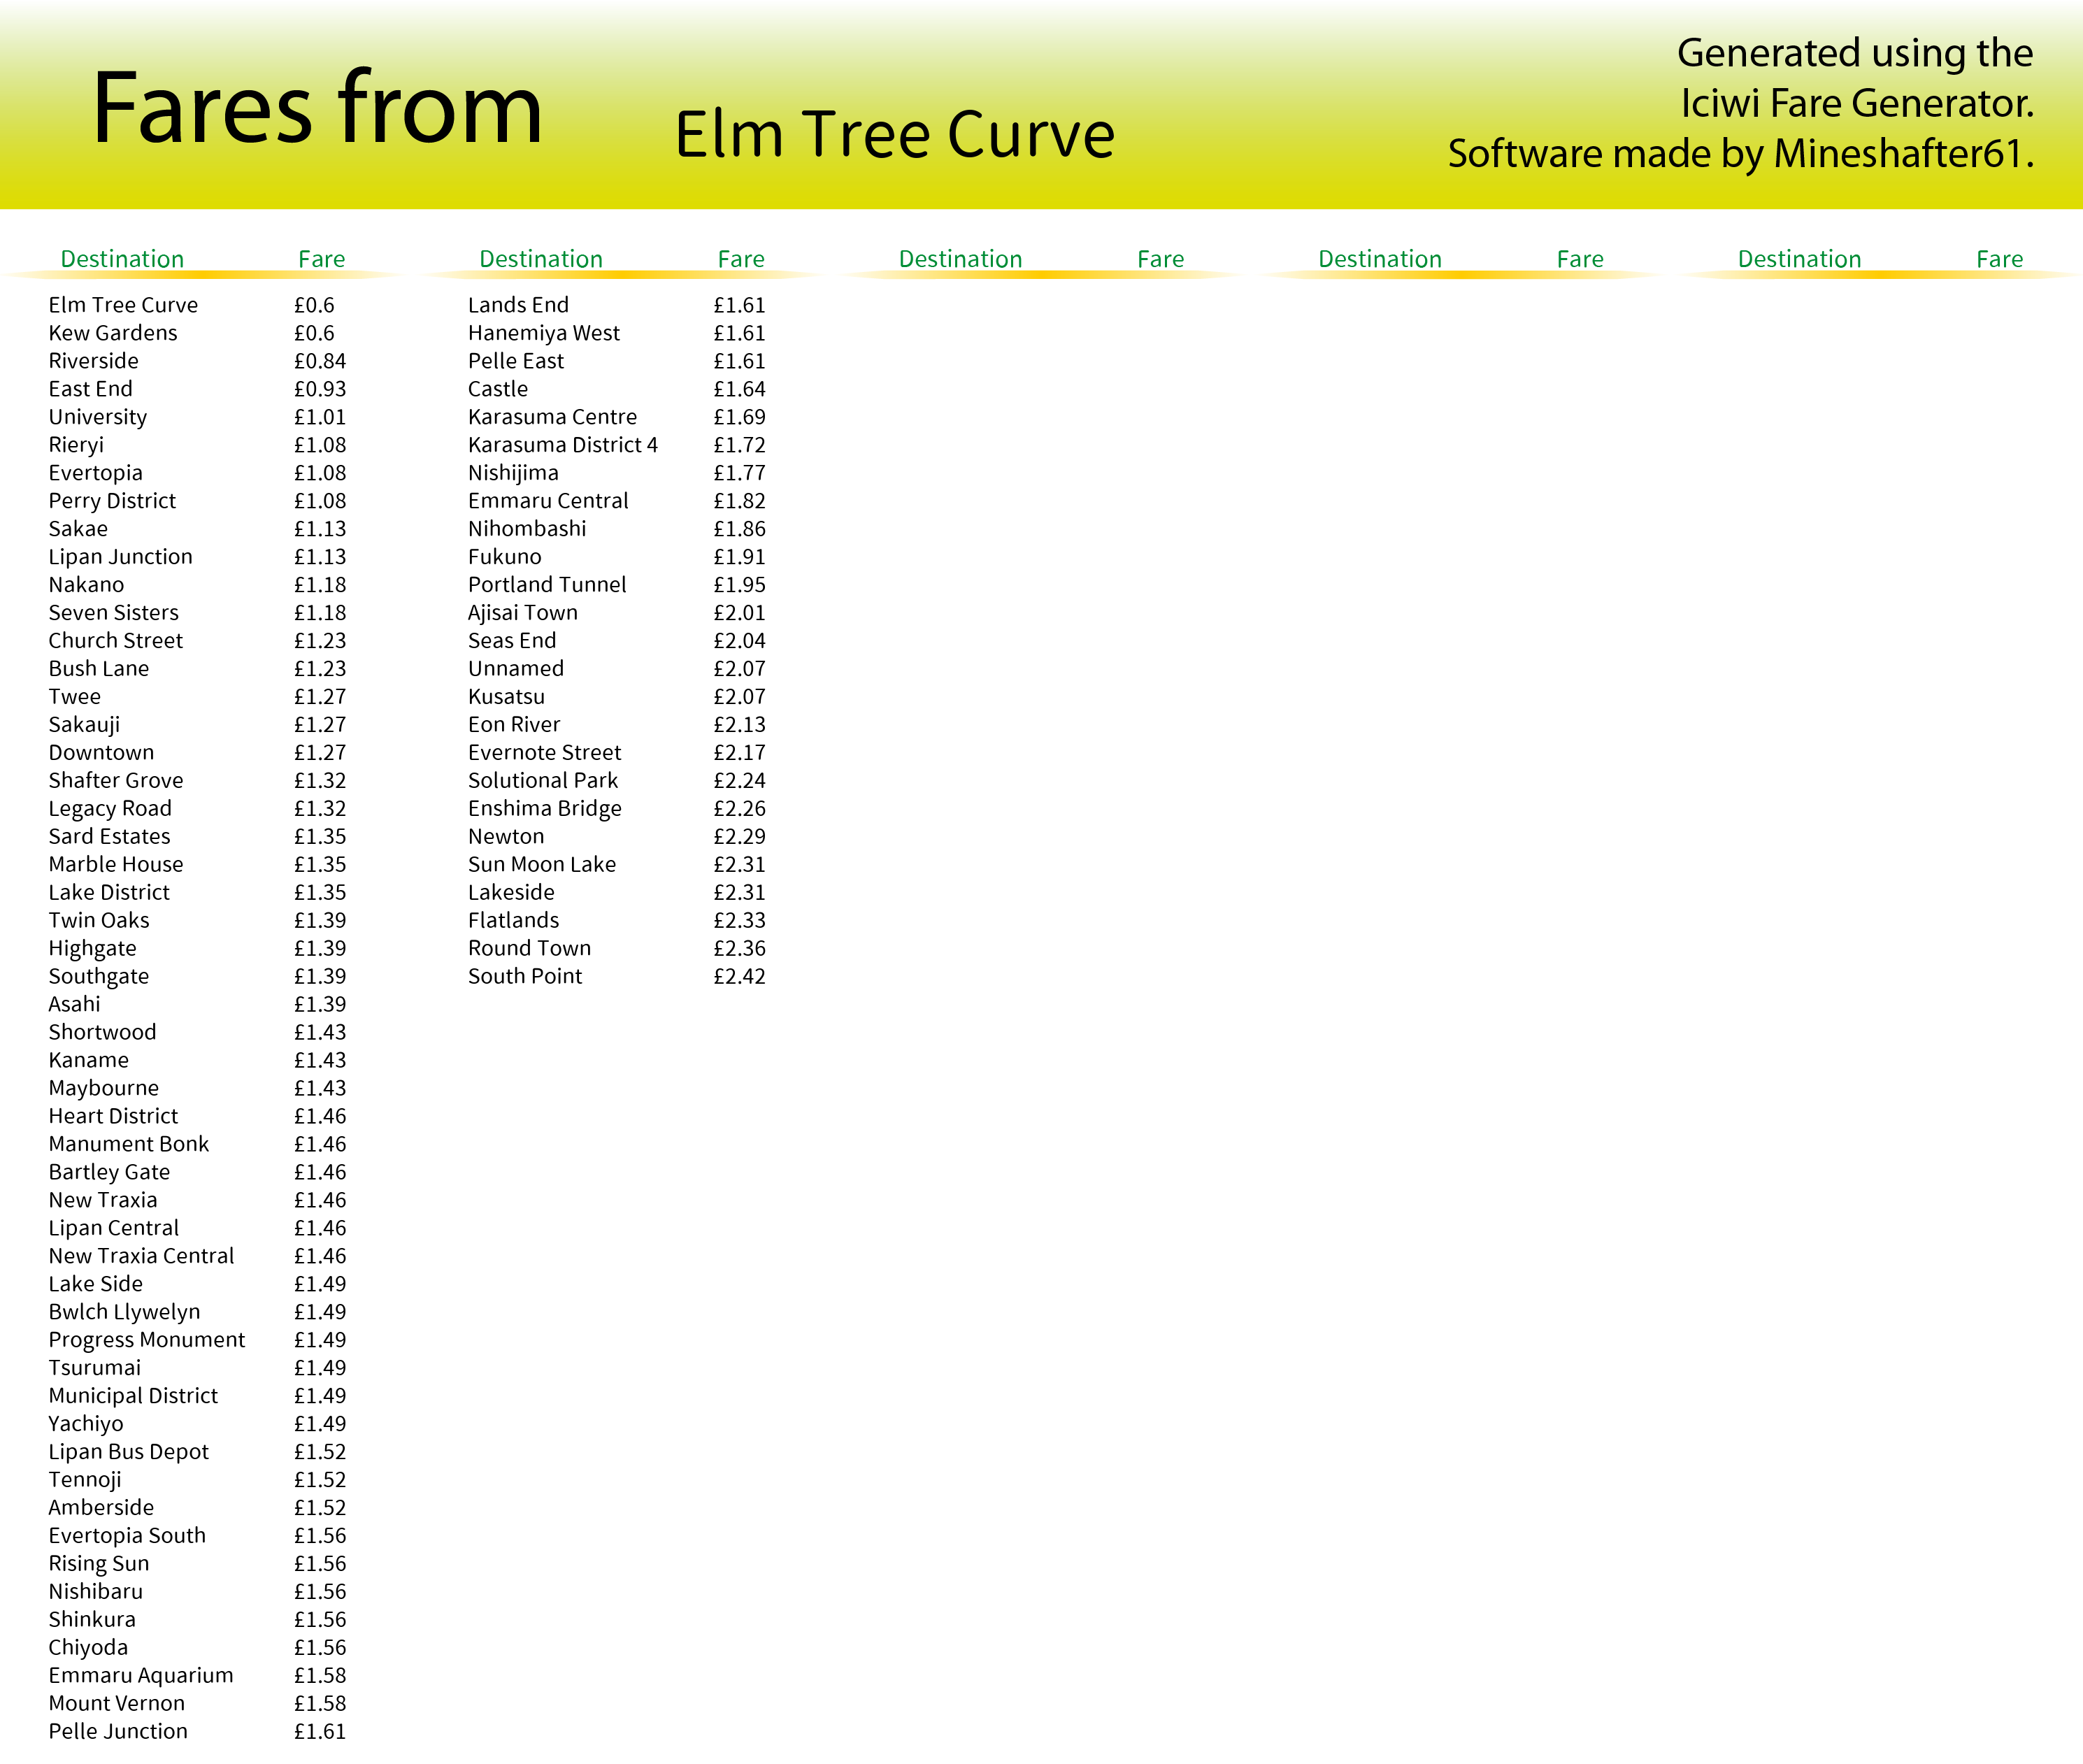 Fares from
Elm Tree Curve
Generated using the
Iciwi Fare Generator.
Software made by Mineshafter61.
Destination Fare Destination Fare Destination Fare Destination Fare Destination Fare
Elm Tree Curve £0.6
Kew Gardens £0.6
Riverside £0.84
East End £0.93
University £1.01
Rieryi £1.08
Evertopia £1.08
Perry District £1.08
Sakae £1.13
Lipan Junction £1.13
Nakano £1.18
Seven Sisters £1.18
Church Street £1.23
Bush Lane £1.23
Twee £1.27
Sakauji £1.27
Downtown £1.27
Shafter Grove £1.32
Legacy Road £1.32
Sard Estates £1.35
Marble House £1.35
Lake District £1.35
Twin Oaks £1.39
Highgate £1.39
Southgate £1.39
Asahi £1.39
Shortwood £1.43
Kaname £1.43
Maybourne £1.43
Heart District £1.46
Manument Bonk £1.46
Bartley Gate £1.46
New Traxia £1.46
Lipan Central £1.46
New Traxia Central £1.46
Lake Side £1.49
Bwlch Llywelyn £1.49
Progress Monument £1.49
Tsurumai £1.49
Municipal District £1.49
Yachiyo £1.49
Lipan Bus Depot £1.52
Tennoji £1.52
Amberside £1.52
Evertopia South £1.56
Rising Sun £1.56
Nishibaru £1.56
Shinkura £1.56
Chiyoda £1.56
Emmaru Aquarium £1.58
Mount Vernon £1.58
Pelle Junction £1.61
Lands End £1.61
Hanemiya West £1.61
Pelle East £1.61
Castle £1.64
Karasuma Centre £1.69
Karasuma District 4 £1.72
Nishijima £1.77
Emmaru Central £1.82
Nihombashi £1.86
Fukuno £1.91
Portland Tunnel £1.95
Ajisai Town £2.01
Seas End £2.04
Unnamed £2.07
Kusatsu £2.07
Eon River £2.13
Evernote Street £2.17
Solutional Park £2.24
Enshima Bridge £2.26
Newton £2.29
Sun Moon Lake £2.31
Lakeside £2.31
Flatlands £2.33
Round Town £2.36
South Point £2.42